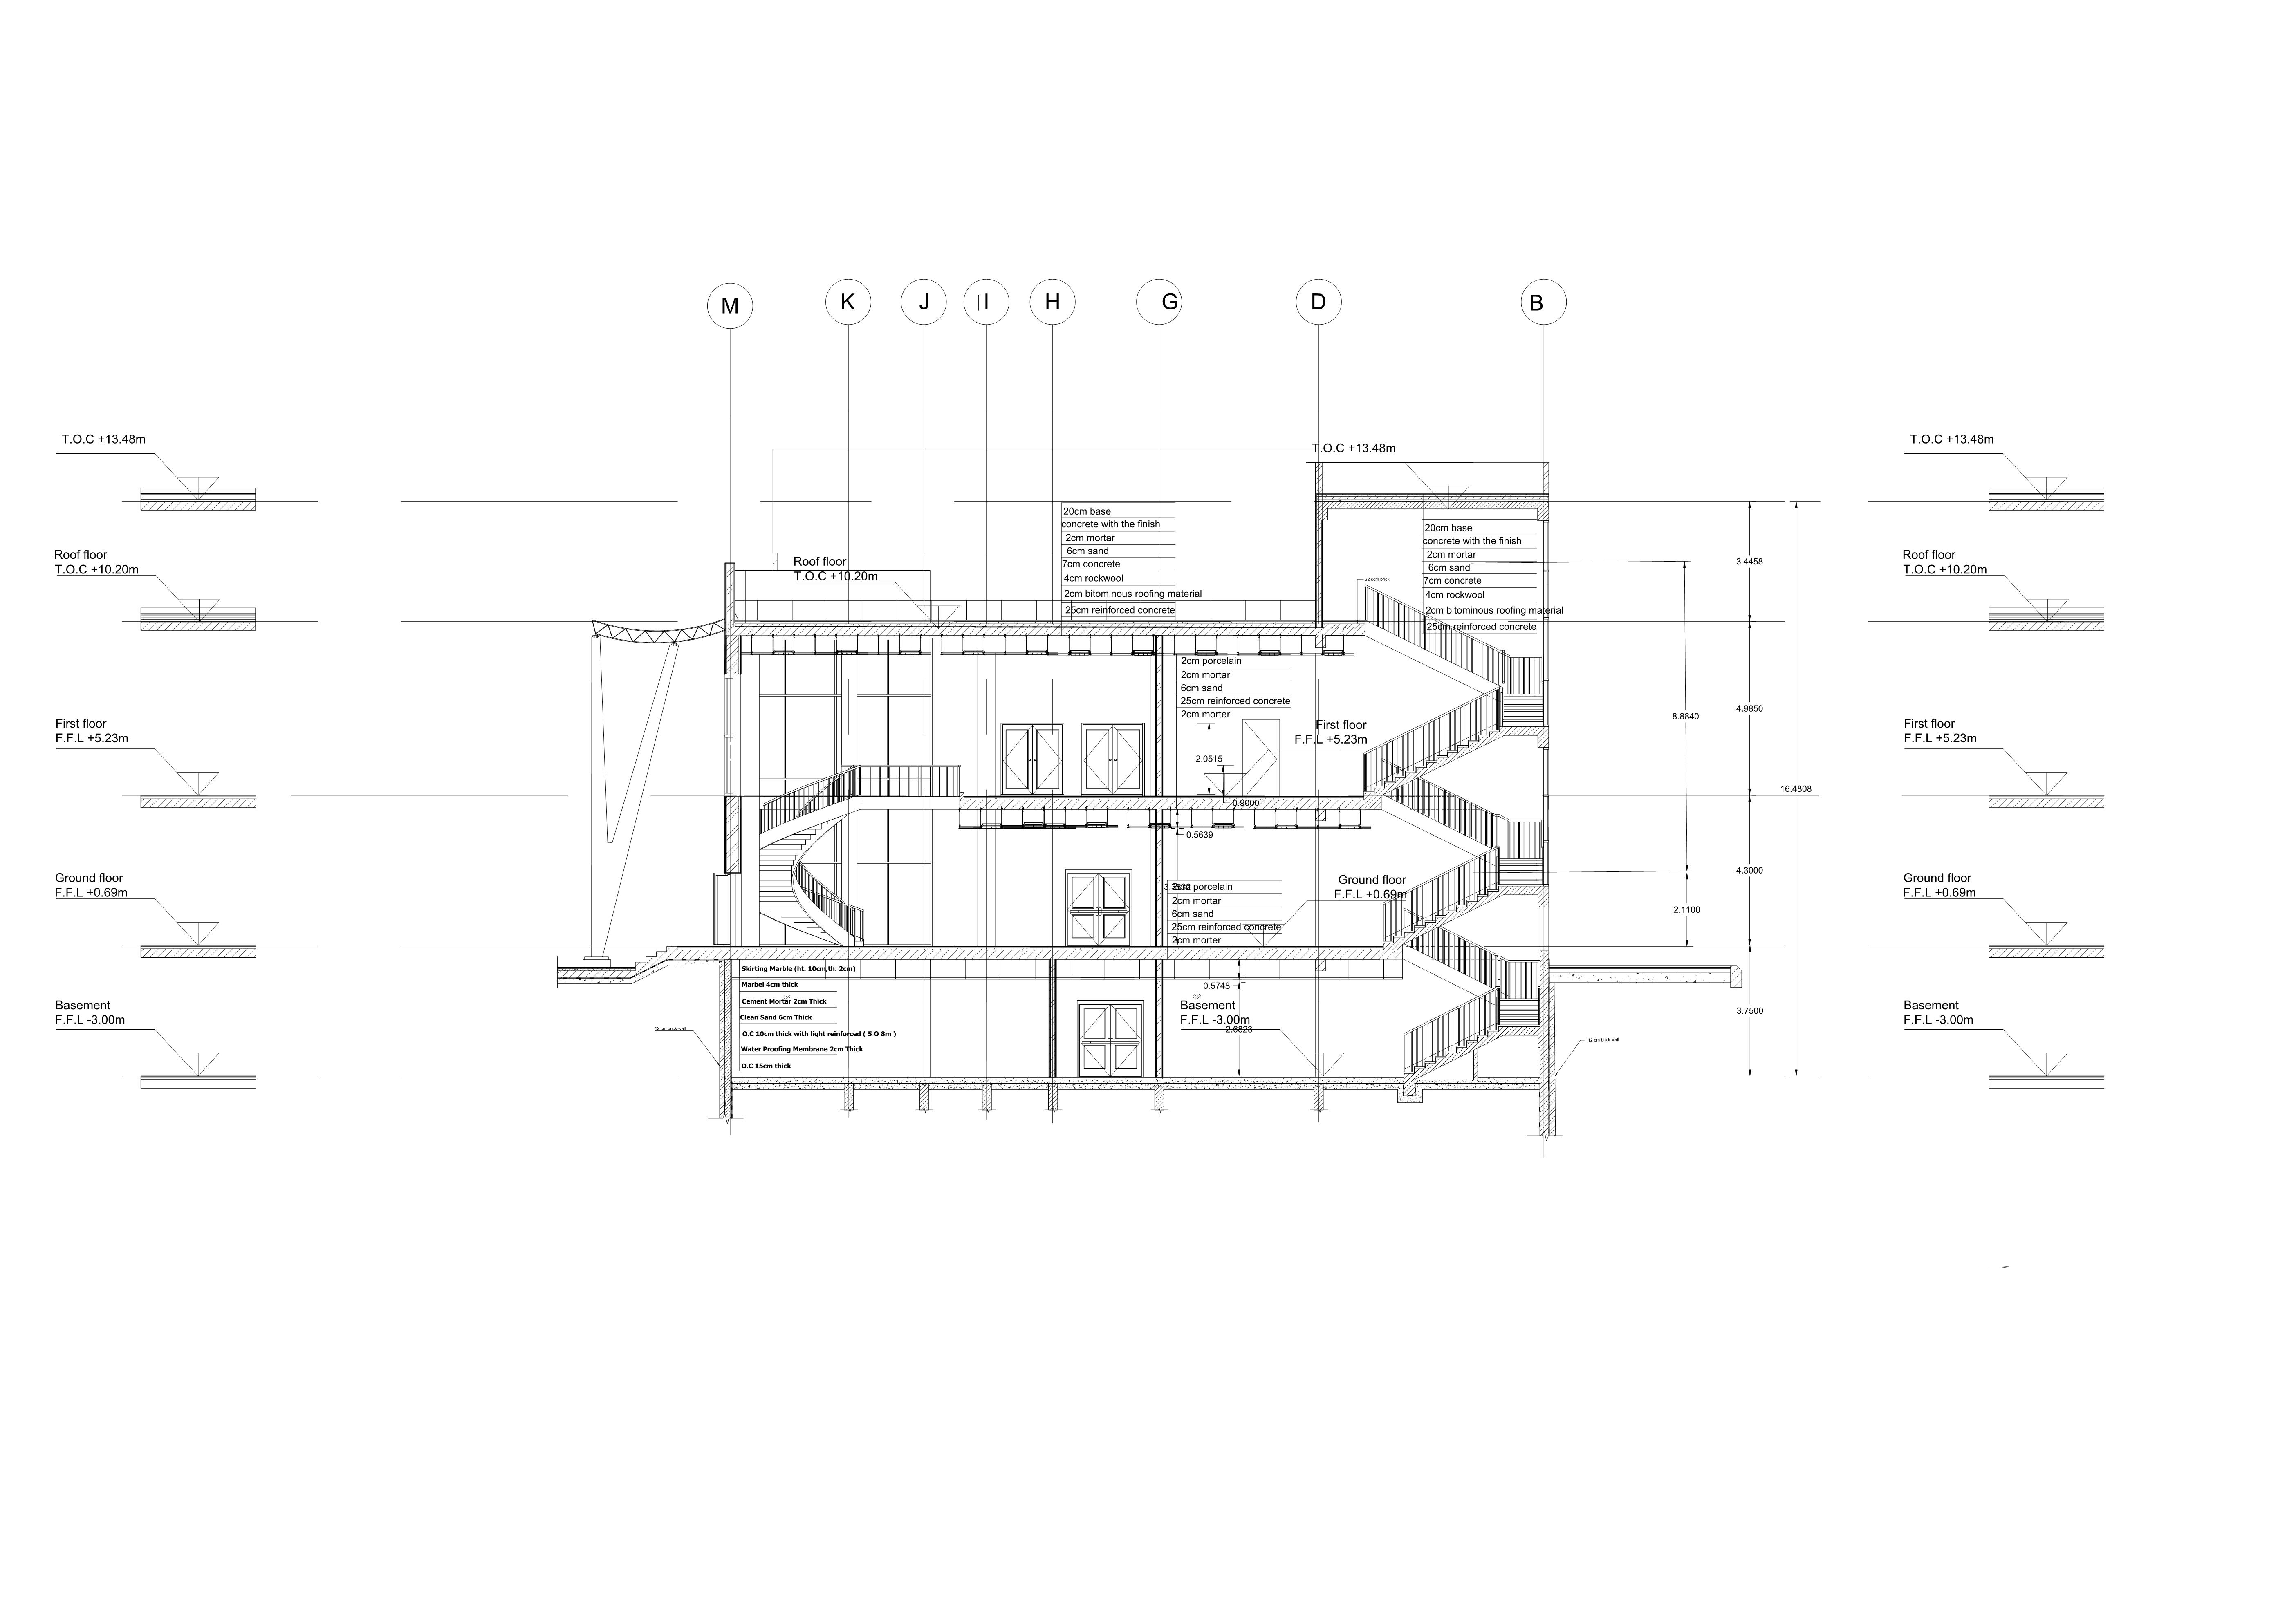 M
K
J
I
H
G
D
B
T.O.C +13.48m
T.O.C +13.48m
T.O.C +13.48m
20cm base
concrete with the finish
2cm mortar
6cm sand
7cm concrete
4cm rockwool
2cm bitominous roofing material
25cm reinforced concrete
20cm base
concrete with the finish
2cm mortar
6cm sand
7cm concrete
4cm rockwool
2cm bitominous roofing material
25cm reinforced concrete
Roof floor
T.O.C +10.20m
Roof floor
T.O.C +10.20m
Roof floor
T.O.C +10.20m
3.4458
2cm porcelain
2cm mortar
6cm sand
25cm reinforced concrete
2cm morter
First floor
F.F.L +5.23m
First floor
F.F.L +5.23m
First floor
F.F.L +5.23m
8.8840
4.9850
2.0515
0.9000
16.4808
0.5639
4.3000
Ground floor
F.F.L +0.69m
2cm porcelain
2cm mortar
6cm sand
25cm reinforced concrete
2cm morter
Ground floor
F.F.L +0.69m
Ground floor
F.F.L +0.69m
2.1100
Skirting Marble (ht. 10cm,th. 2cm)
Marbel 4cm thick
Cement Mortar 2cm Thick
Clean Sand 6cm Thick
O.C 10cm thick with light reinforced ( 5 O 8m )
Water Proofing Membrane 2cm Thick
O.C 15cm thick
0.5748
Basement
F.F.L -3.00m
Basement
F.F.L -3.00m
2.6823
Basement
F.F.L -3.00m
3.7500
12 cm brick wall
12 cm brick wall